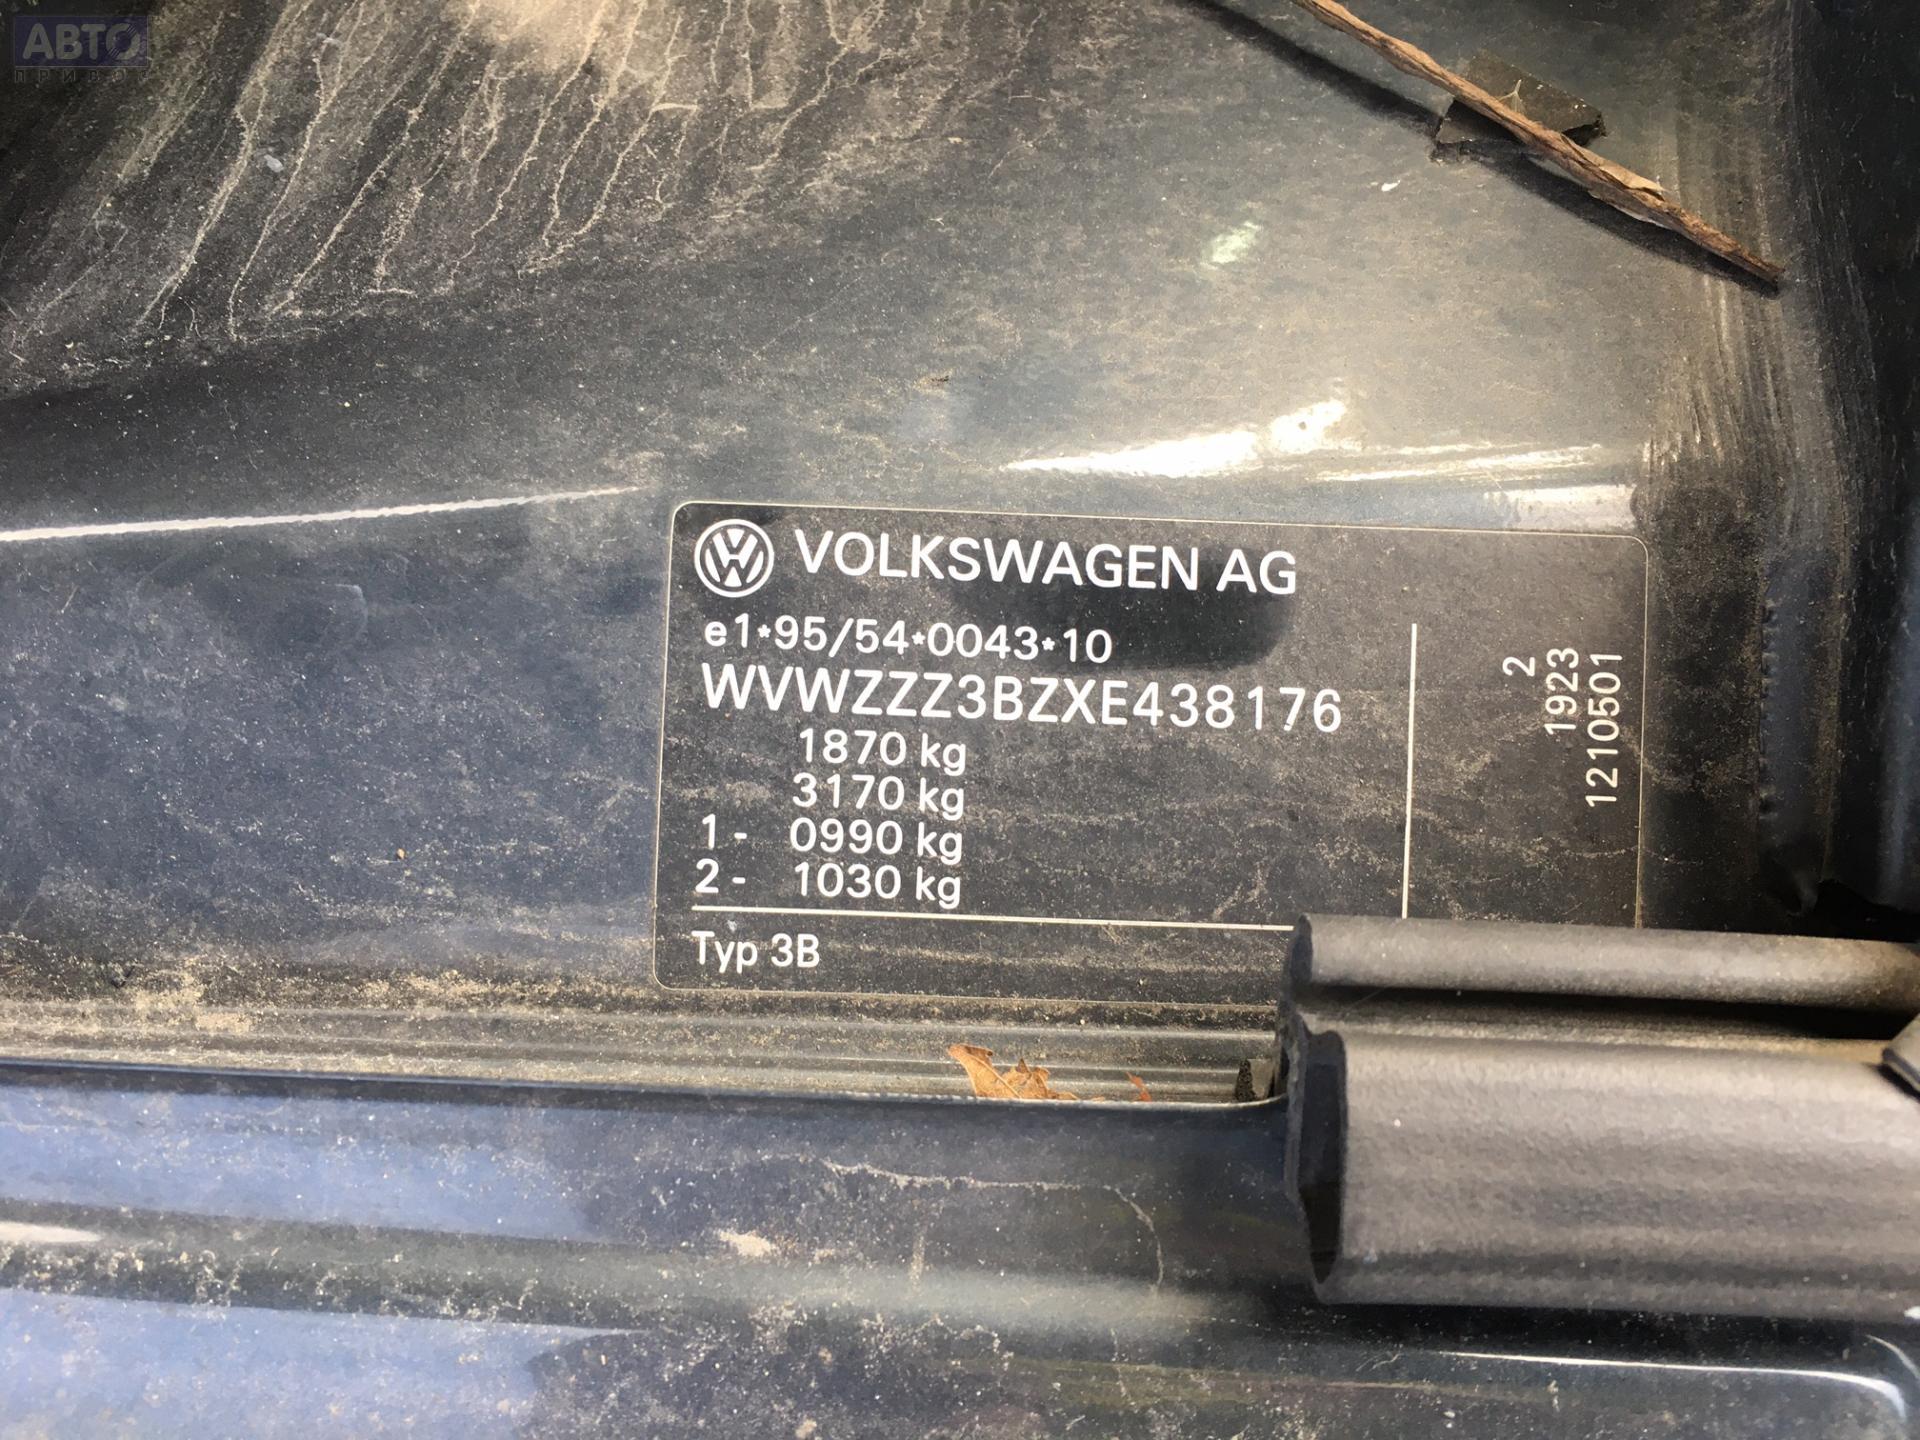 АВТО
ПРИВОЗ
VOLKSWAGEN AG
e1*95/54*0043*10
WVWZZZ3BZXE438176
1870 kg
3170 kg
1- 0990 kg
2- 1030 kg
Typ 3B
2
1923
1210501